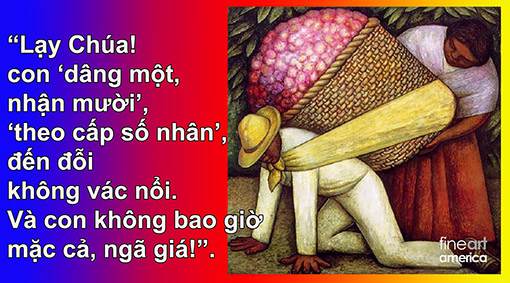 “Lạy Chúa!
con ‘dâng một,
nhận mười’,
‘theo cấp số nhân’,
đến đỗi
không vác nổi.
Và con không bao giờ
mặc cả, ngã giá!”.
fineart
america